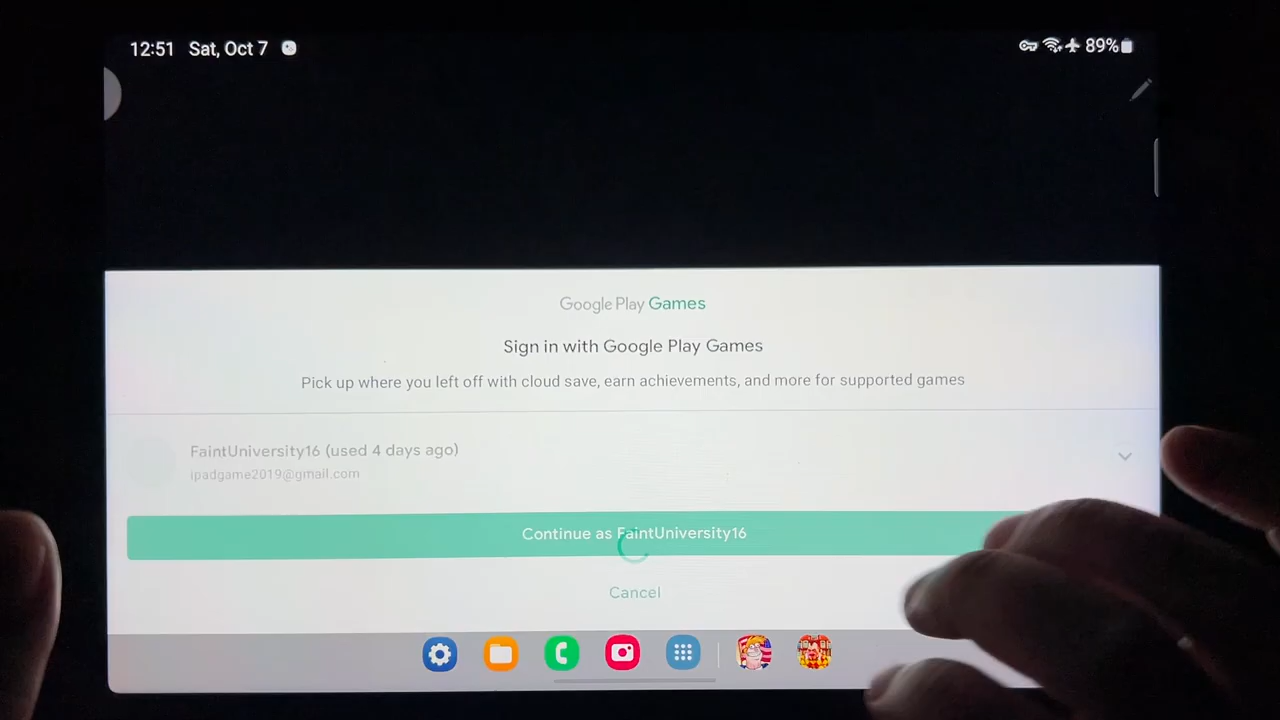 12:51 Sat, Oct 7 89%
Google Play Games
Sign in with Google Play Games
Pick up where you left off with cloud save, earn achievements, and more for supported games
FaintUniversity16 (used 4 days ago)
ipadgame2019@gmail.com
Continue as FaintUniversity16
Cancel